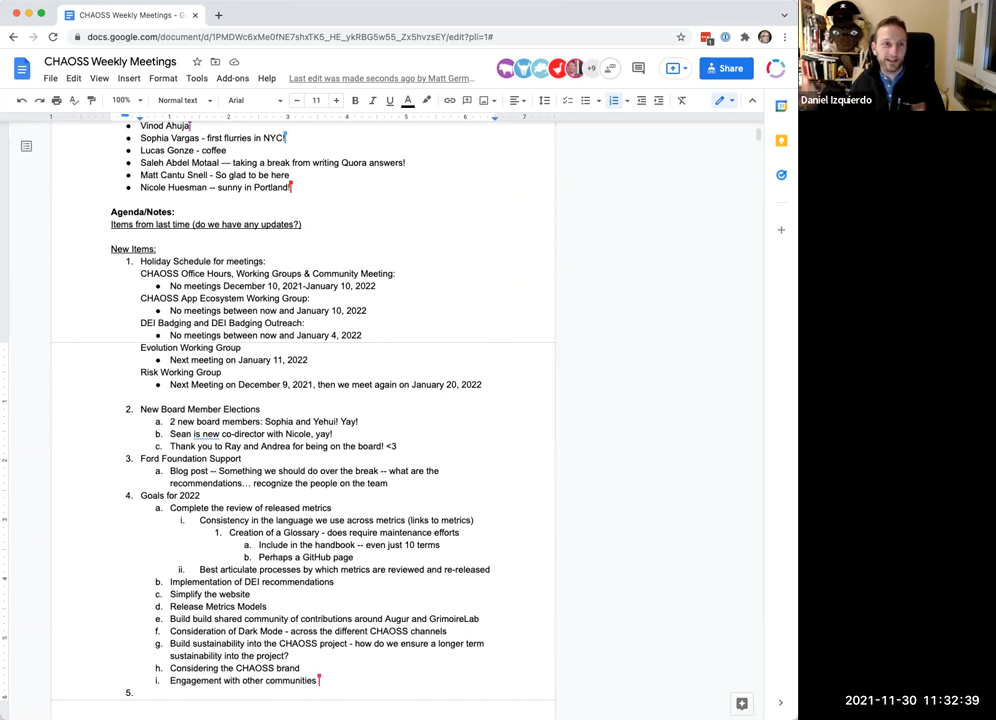 CHAOSS Weekly Meetings - G
docs.google.com/document/d/1PMDWc6xMe0fNE7shxTK5_HE_ykRBG5w55_Zx5hvzsEY/edit?pli=1#
CHAOSS Weekly Meetings
File Edit View Insert Format Tools Add-ons Help Last edit was made seconds ago by Matt Germ...
+9
Share
100% Normal text Arial 11
1 1 2 3 4 5 6 7
Vinod Ahuja
Sophia Vargas - first flurries in NYC!
Lucas Gonze - coffee
Saleh Abdel Motaal — taking a break from writing Quora answers!
Matt Cantu Snell - So glad to be here
Nicole Huesman -- sunny in Portland!
Agenda/Notes:
Items from last time (do we have any updates?)
New Items:
1. Holiday Schedule for meetings:
CHAOSS Office Hours, Working Groups & Community Meeting:
No meetings December 10, 2021-January 10, 2022
CHAOSS App Ecosystem Working Group:
No meetings between now and January 10, 2022
DEI Badging and DEI Badging Outreach:
No meetings between now and January 4, 2022
Evolution Working Group
Next meeting on January 11, 2022
Risk Working Group
Next Meeting on December 9, 2021, then we meet again on January 20, 2022
2. New Board Member Elections
a. 2 new board members: Sophia and Yehui! Yay!
b. Sean is new co-director with Nicole, yay!
c. Thank you to Ray and Andrea for being on the board! <3
3. Ford Foundation Support
a. Blog post -- Something we should do over the break -- what are the
recommendations… recognize the people on the team
4. Goals for 2022
a. Complete the review of released metrics
i. Consistency in the language we use across metrics (links to metrics)
1. Creation of a Glossary - does require maintenance efforts
a. Include in the handbook -- even just 10 terms
b. Perhaps a GitHub page
ii. Best articulate processes by which metrics are reviewed and re-released
b. Implementation of DEI recommendations
c. Simplify the website
d. Release Metrics Models
e. Build build shared community of contributions around Augur and GrimoireLab
f. Consideration of Dark Mode - across the different CHAOSS channels
g. Build sustainability into the CHAOSS project - how do we ensure a longer term
sustainability into the project?
h. Considering the CHAOSS brand
i. Engagement with other communities
5.
Daniel Izquierdo
2021-11-30 11:32:39